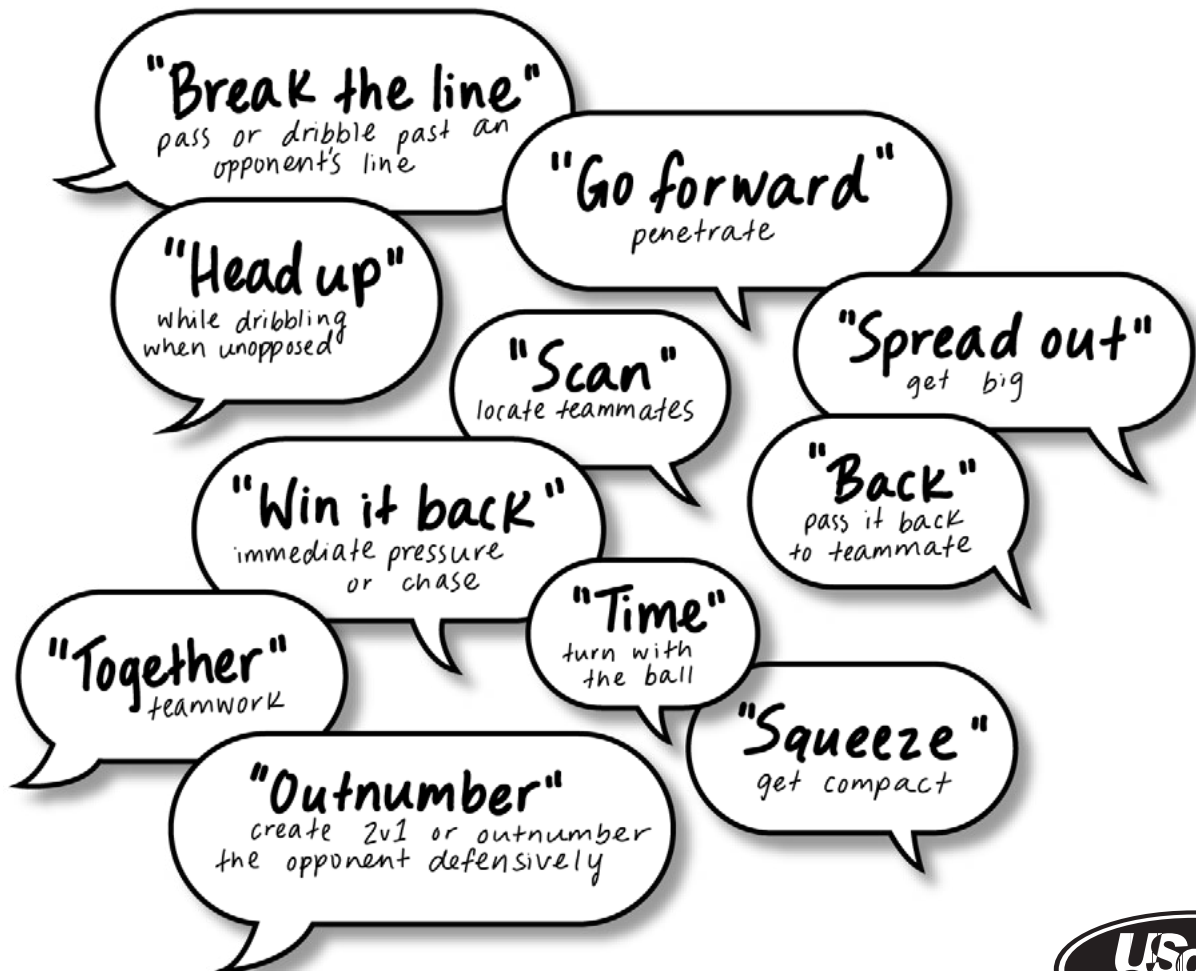 "Break the line"
pass or dribble past an
opponent's line
"Go forward"
penetrate
"Head up"
while dribbling
when unopposed
"Scan"
locate teammates
"Spread out"
get big
"Win it back"
immediate pressure
or chase
"Back"
pass it back
to teammate
"Time"
turn with
the ball
"Together"
teamwork
"Squeeze"
get compact
"Outnumber"
create 2v1 or outnumber
the opponent defensively